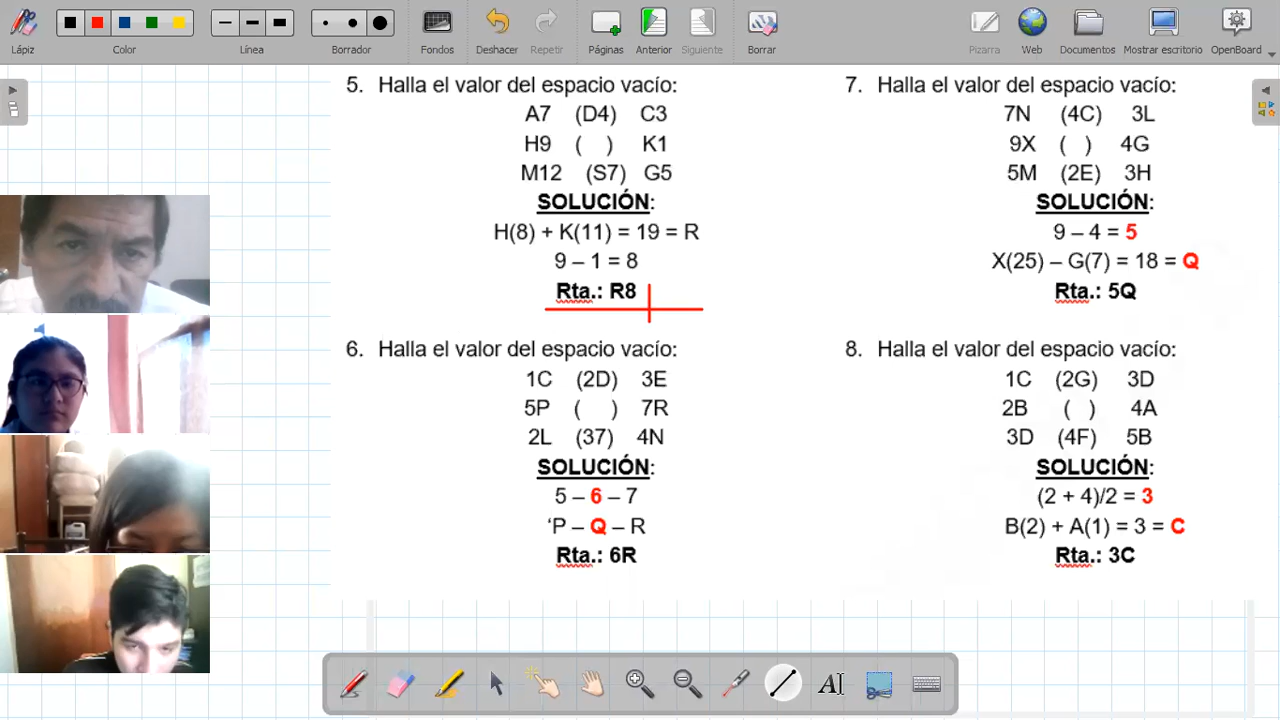 Lápiz
Color
Línea
Borrador
Fondos
Deshacer
Repetir
Páginas
Anterior
Siguiente
Borrar
Pizarra
Web
Documentos
Mostrar escritorio
OpenBoard
5. Halla el valor del espacio vacío:
A7 (D4) C3
H9 ( ) K1
M12 (S7) G5
SOLUCIÓN:
H(8) + K(11) = 19 = R
9 – 1 = 8
Rta.: R8
6. Halla el valor del espacio vacío:
1C (2D) 3E
5P ( ) 7R
2L (37) 4N
SOLUCIÓN:
5 – 6 – 7
‘P – Q – R
Rta.: 6R
7. Halla el valor del espacio vacío:
7N (4C) 3L
9X ( ) 4G
5M (2E) 3H
SOLUCIÓN:
9 – 4 = 5
X(25) – G(7) = 18 = Q
Rta.: 5Q
8. Halla el valor del espacio vacío:
1C (2G) 3D
2B ( ) 4A
3D (4F) 5B
SOLUCIÓN:
(2 + 4)/2 = 3
B(2) + A(1) = 3 = C
Rta.: 3C
AI